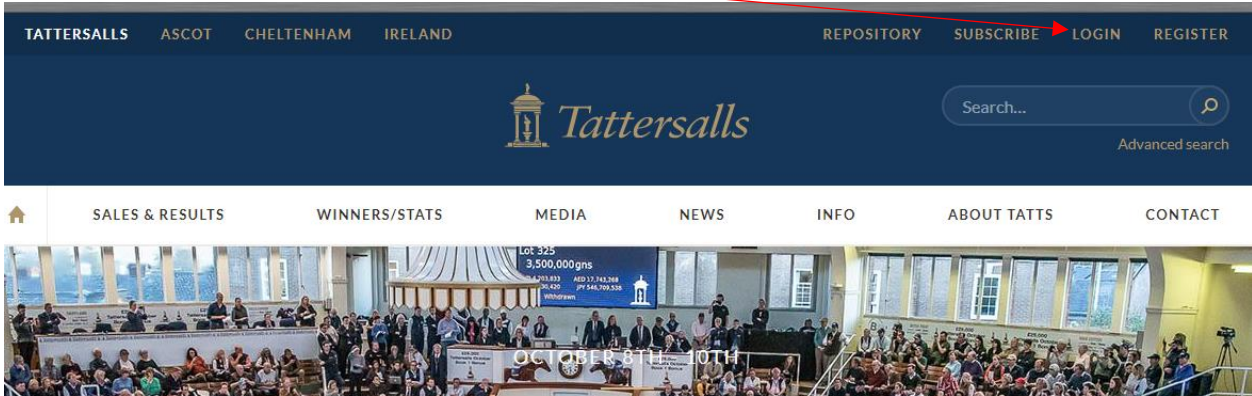 TATTERSALLS ASCOT CHELTENHAM IRELAND REPOSITORY SUBSCRIBE LOGIN REGISTER
Tattersalls
Search...
Advanced search
SALES & RESULTS WINNERS/STATS MEDIA NEWS INFO ABOUT TATTS CONTACT
Lot 325
3,500,000gns
AED 17,743,268
JPY 546,709,538
Withdrawn
OCTOBER 8TH - 10TH